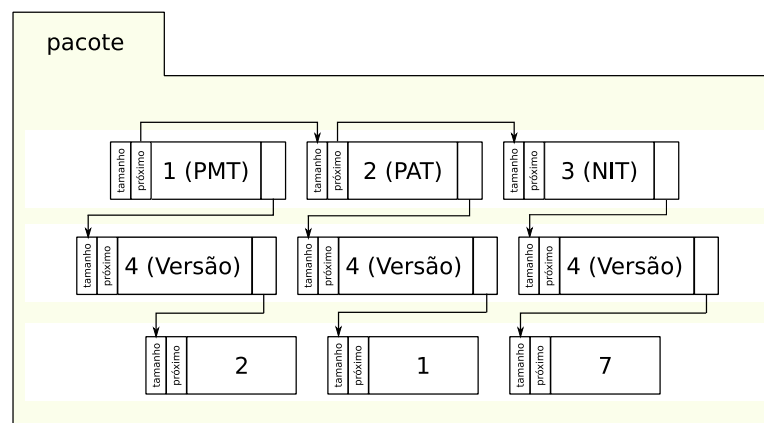 pacote
tamanho próximo 1 (PMT) tamanho próximo 2 (PAT) tamanho próximo 3 (NIT)
tamanho próximo 4 (Versão) tamanho próximo 4 (Versão) tamanho próximo 4 (Versão)
tamanho próximo 2 tamanho próximo 1 tamanho próximo 7